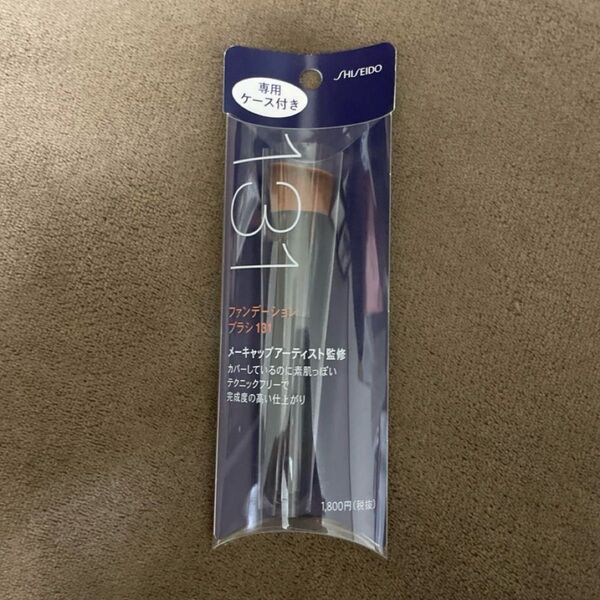 SHISEIDO
専用
ケース付き
131
ファンデーション
ブラシ 131
メーキャップアーティスト監修
カバーしているのに素肌っぽい
テクニックフリーで
完成度の高い仕上がり
1,800円(税抜)